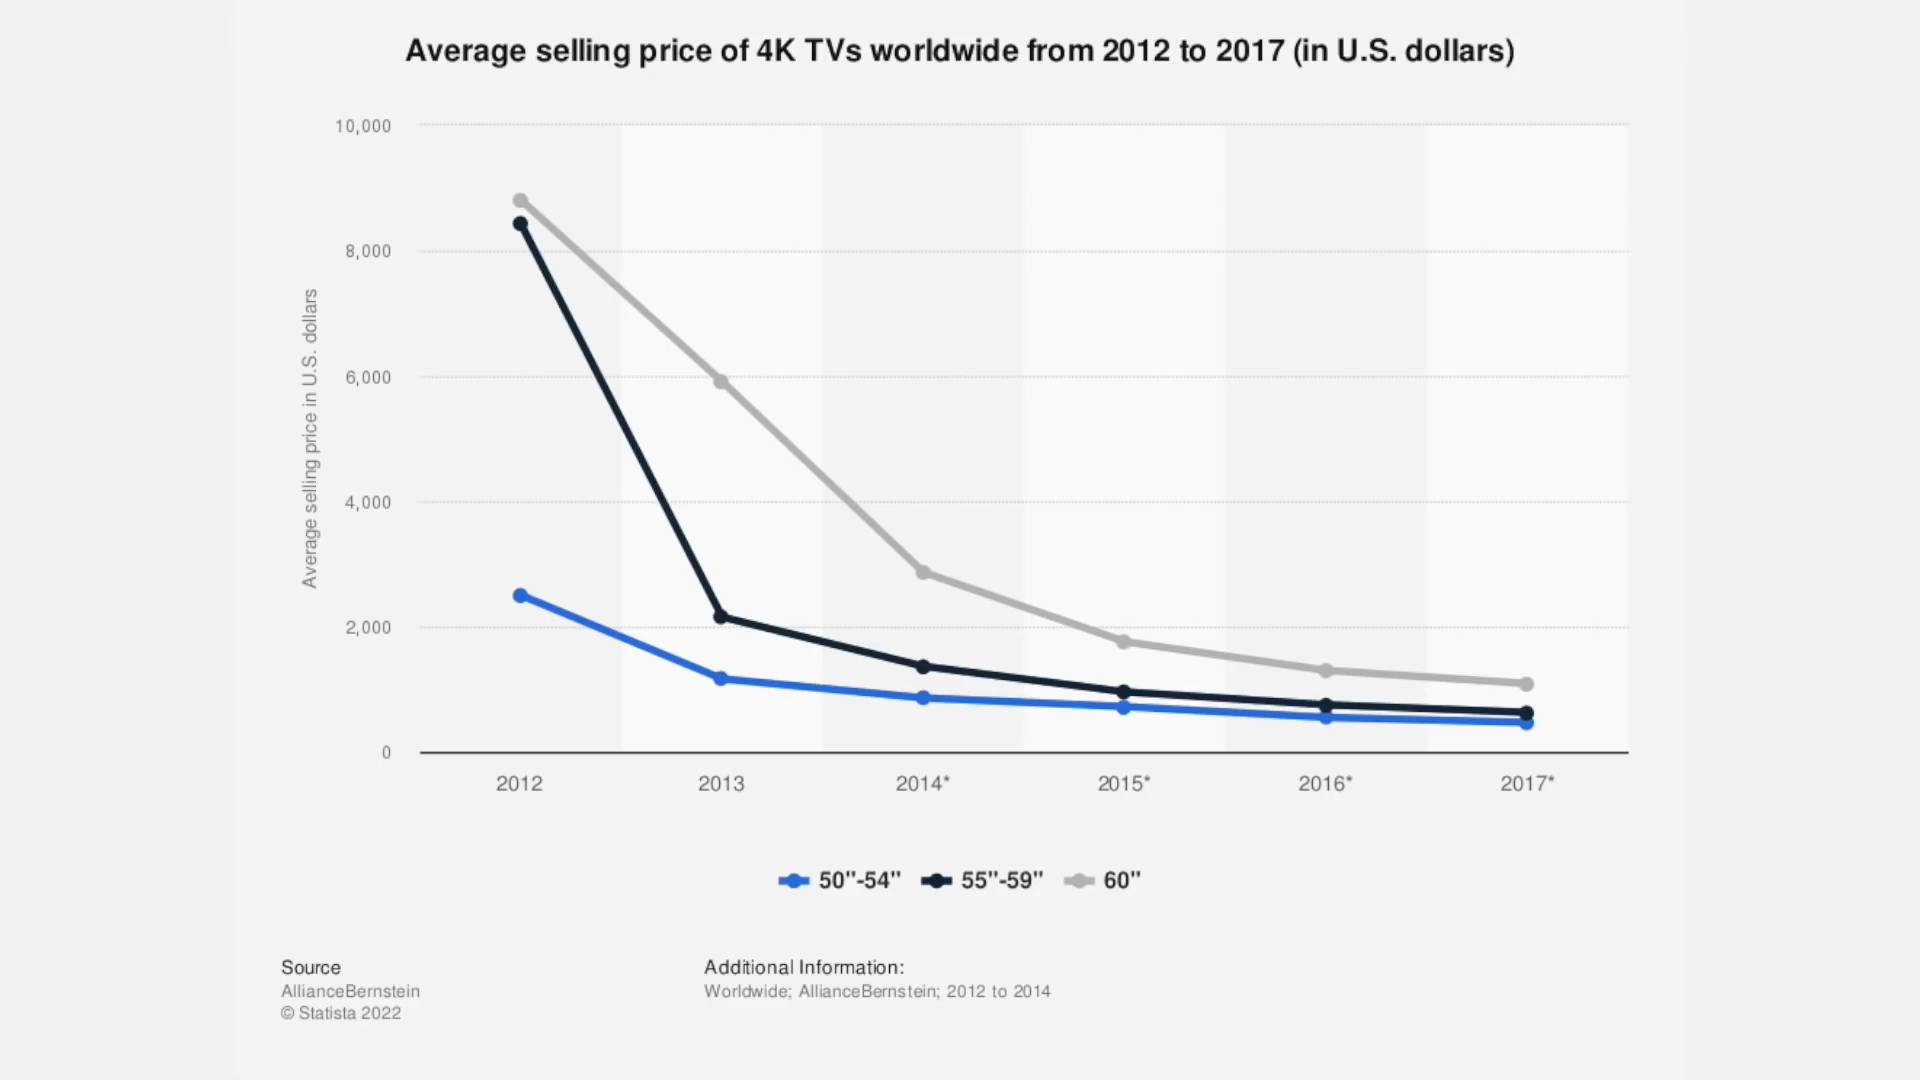 Average selling price of 4K TVs worldwide from 2012 to 2017 (in U.S. dollars)
Average selling price in U.S. dollars
10,000
8,000
6,000
4,000
2,000
0
2012 2013 2014* 2015* 2016* 2017*
50"-54" 55"-59" 60"
Source
AllianceBernstein
© Statista 2022
Additional Information:
Worldwide; AllianceBernstein; 2012 to 2014